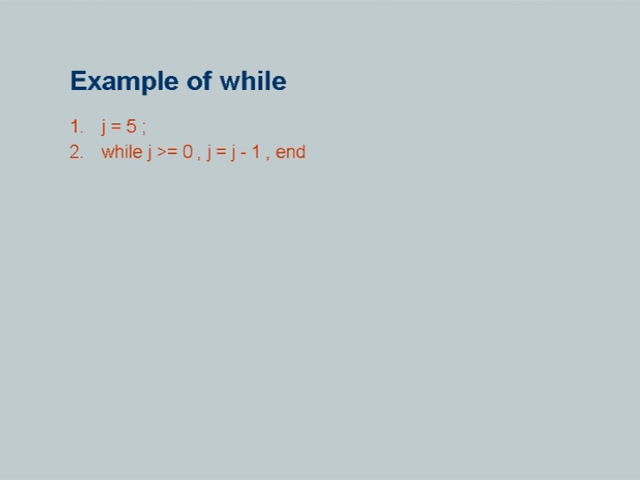 Example of while
1. j = 5 ;
2. while j >= 0 , j = j - 1 , end